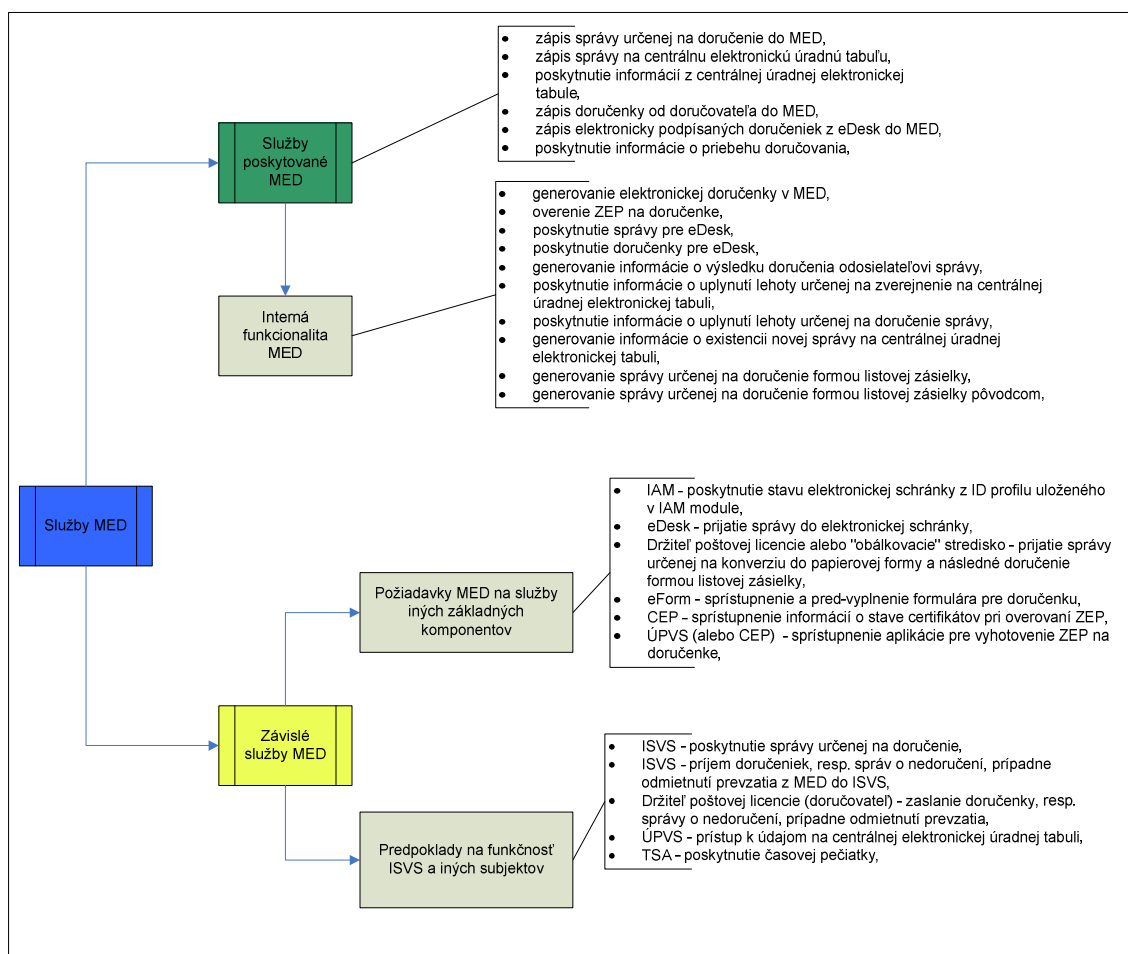 • zápis správy určenej na doručenie do MED,
• zápis správy na centrálnu elektronickú úradnú tabuľu,
• poskytnutie informácií z centrálnej úradnej elektronickej
tabule,
• zápis doručenky od doručovateľa do MED,
• zápis elektronicky podpísaných doručeniek z eDesk do MED,
• poskytnutie informácie o priebehu doručovania,
Služby
poskytované
MED
• generovanie elektronickej doručenky v MED,
• overenie ZEP na doručenke,
• poskytnutie správy pre eDesk,
• poskytnutie doručenky pre eDesk,
• generovanie informácie o výsledku doručenia odosielateľovi správy,
• poskytnutie informácie o uplynutí lehoty určenej na zverejnenie na centrálnej
úradnej elektronickej tabuli,
• poskytnutie informácie o uplynutí lehoty určenej na doručenie správy,
• generovanie informácie o existencii novej správy na centrálnej úradnej
elektronickej tabuli,
• generovanie správy určenej na doručenie formou listovej zásielky,
• generovanie správy určenej na doručenie formou listovej zásielky pôvodcom,
Interná
funkcionalita
MED
Služby MED
• IAM - poskytnutie stavu elektronickej schránky z ID profilu uloženého
v IAM module,
• eDesk - prijatie správy do elektronickej schránky,
• Držiteľ poštovej licencie alebo "obálkovacie" stredisko - prijatie správy
určenej na konverziu do papierovej formy a následné doručenie
formou listovej zásielky,
• eForm - sprístupnenie a pred-vyplnenie formulára pre doručenku,
• CEP - sprístupnenie informácií o stave certifikátov pri overovaní ZEP,
• ÚPVS (alebo CEP) - sprístupnenie aplikácie pre vyhotovenie ZEP na
doručenke,
Požiadavky MED na služby
iných základných
komponentov
Závislé
služby MED
• ISVS - poskytnutie správy určenej na doručenie,
• ISVS - príjem doručeniek, resp. správ o nedoručení, prípadne
odmietnutí prevzatia z MED do ISVS,
• Držiteľ poštovej licencie (doručovateľ) - zaslanie doručenky, resp.
správy o nedoručení, prípadne odmietnutí prevzatia,
• ÚPVS - prístup k údajom na centrálnej elektronickej úradnej tabuli,
• TSA - poskytnutie časovej pečiatky,
Predpoklady na funkčnosť
ISVS a iných subjektov